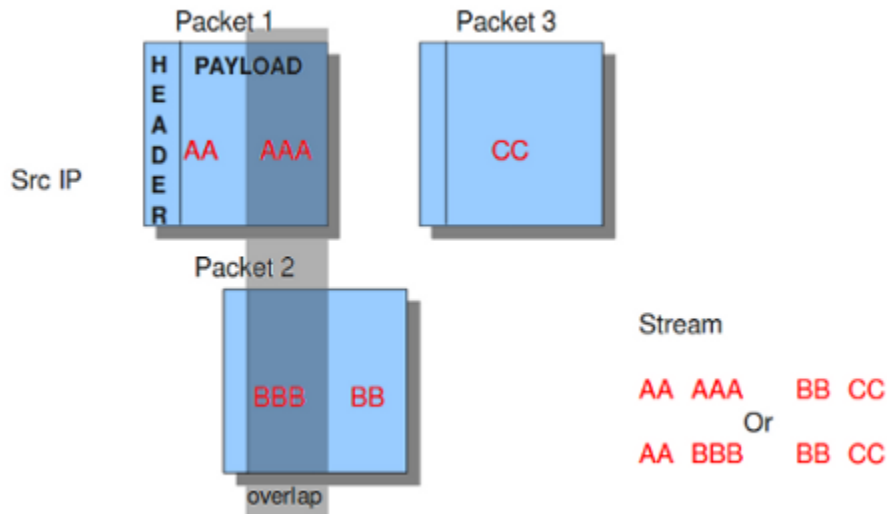 Packet 1
Packet 3
HEADER
PAYLOAD
AA AAA
CC
Src IP
Packet 2
BBB BB
overlap
Stream
AA AAA BB CC
Or
AA BBB BB CC